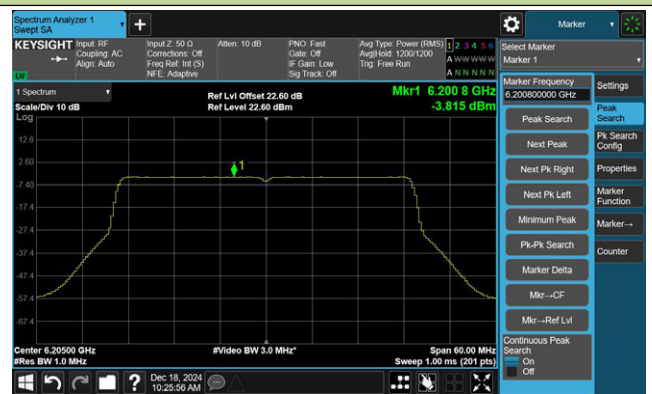 Spectrum Analyzer 1
Swept SA
+
Marker
KEYSIGHT
Input: RF
Coupling: AC
Align: Auto
Input Z: 50 Ω
Corrections: Off
Freq Ref: Int (S)
NFE: Adaptive
Atten: 10 dB
PNO: Fast
Gate: Off
IF Gain: Low
Sig Track: Off
Avg Type: Power (RMS)
Avg|Hold: 1200/1200
Trig: Free Run
1 2 3 4 5 6
A W W W W W
A N N N N N
LXI
Select Marker
Marker 1
1 Spectrum
Scale/Div 10 dB
Ref Lvl Offset 22.60 dB
Ref Level 22.60 dBm
Mkr1 6.200 8 GHz
-3.815 dBm
Log
12.6
2.60
-7.40
-17.4
-27.4
-37.4
-47.4
-57.4
-67.4
1
Center 6.20500 GHz
#Res BW 1.0 MHz
#Video BW 3.0 MHz*
Span 60.00 MHz
Sweep 1.00 ms (201 pts)
Marker Frequency
6.200800000 GHz
Peak Search
Next Peak
Next Pk Right
Next Pk Left
Minimum Peak
Pk-Pk Search
Marker Delta
Mkr→CF
Mkr→Ref Lvl
Continuous Peak
Search
On
Off
Settings
Peak
Search
Pk Search
Config
Properties
Marker
Function
Marker→
Counter
?
Dec 18, 2024
10:25:56 AM